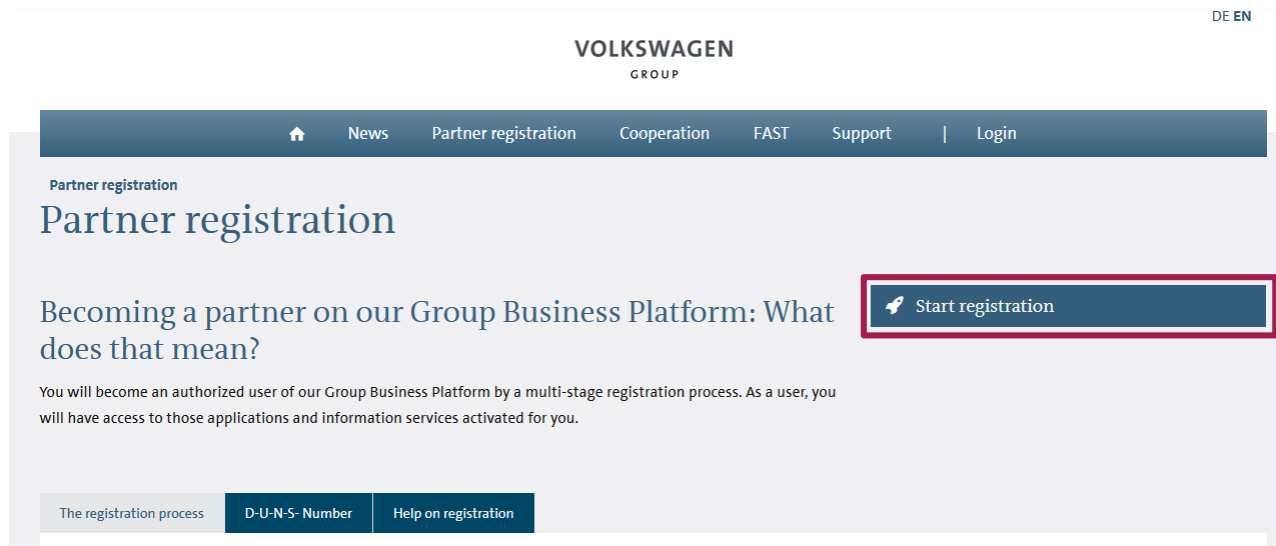 DE EN
VOLKSWAGEN
GROUP
News Partner registration Cooperation FAST Support | Login
Partner registration
Partner registration
Becoming a partner on our Group Business Platform: What
does that mean?
Start registration
You will become an authorized user of our Group Business Platform by a multi-stage registration process. As a user, you
will have access to those applications and information services activated for you.
The registration process D-U-N-S- Number Help on registration